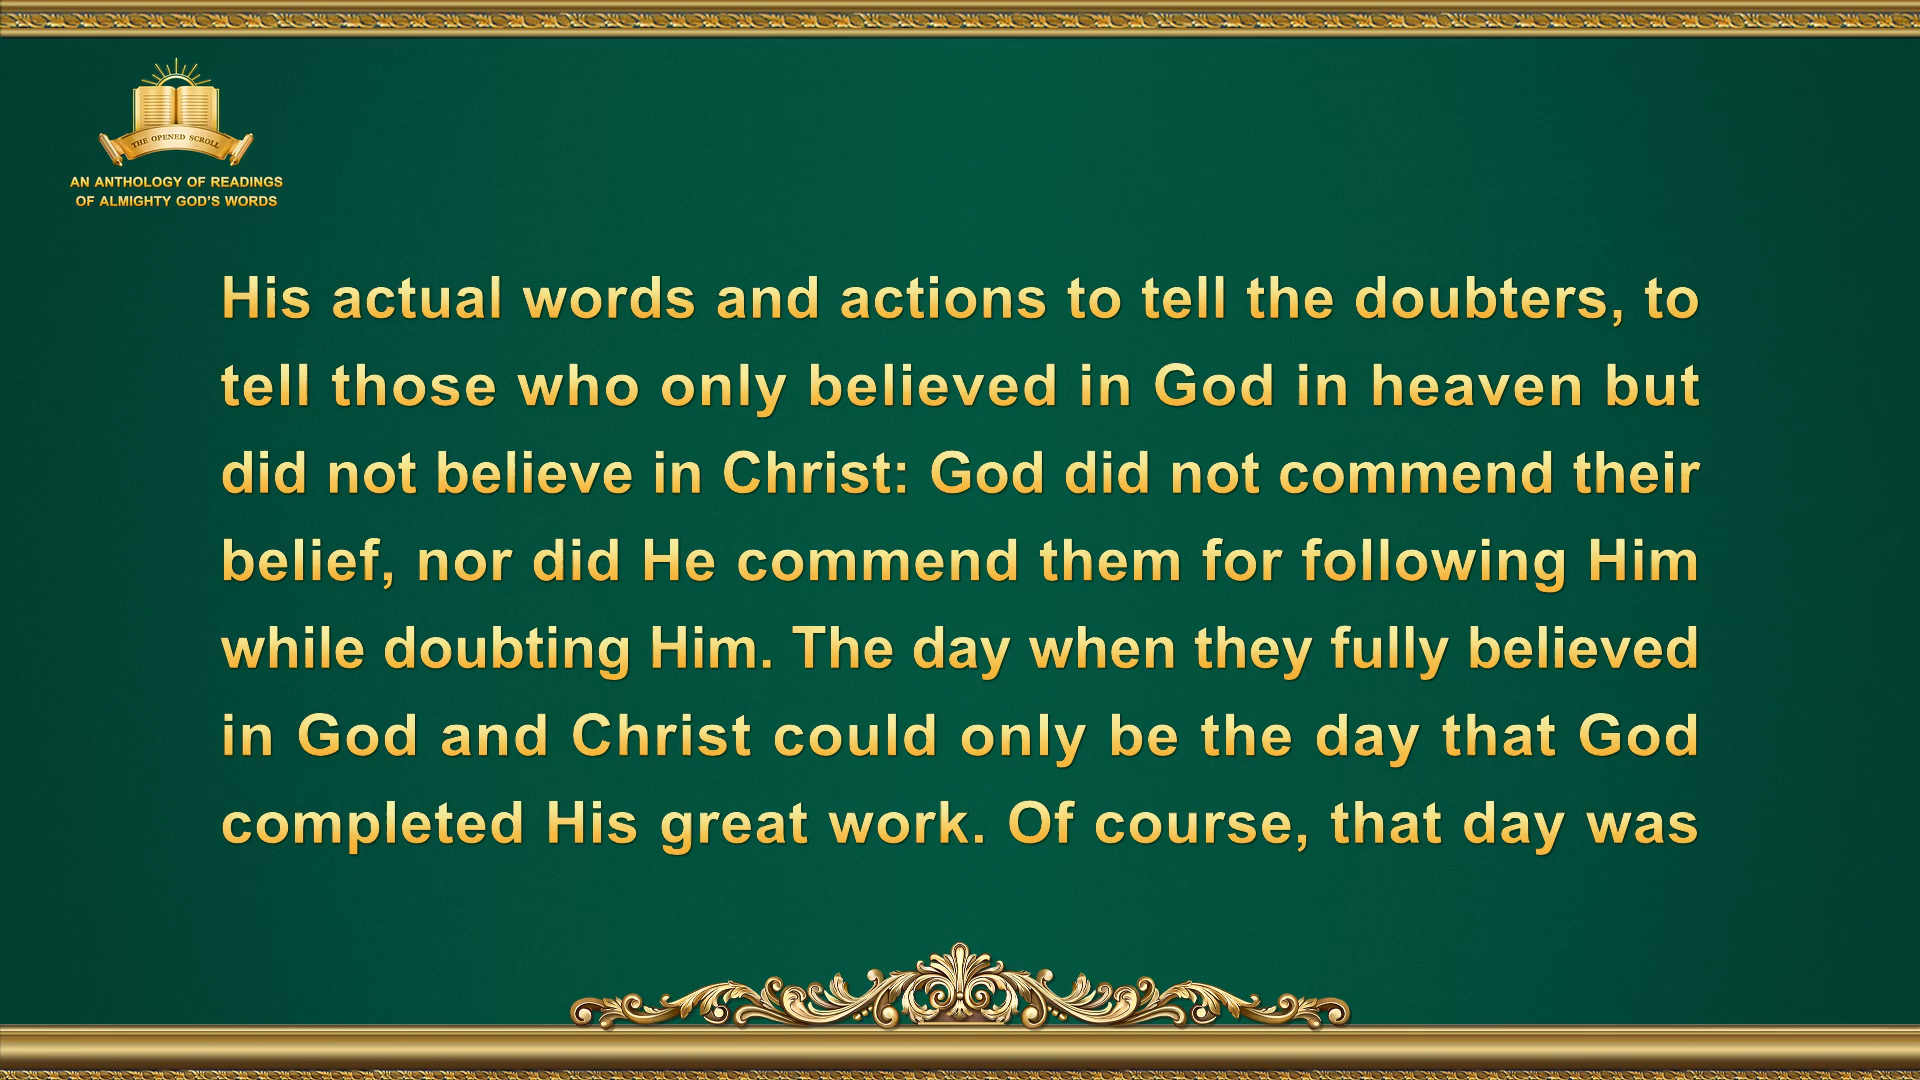 THE OPENED SCROLL
AN ANTHOLOGY OF READINGS
OF ALMIGHTY GOD'S WORDS
His actual words and actions to tell the doubters, to
tell those who only believed in God in heaven but
did not believe in Christ: God did not commend their
belief, nor did He commend them for following Him
while doubting Him. The day when they fully believed
in God and Christ could only be the day that God
completed His great work. Of course, that day was